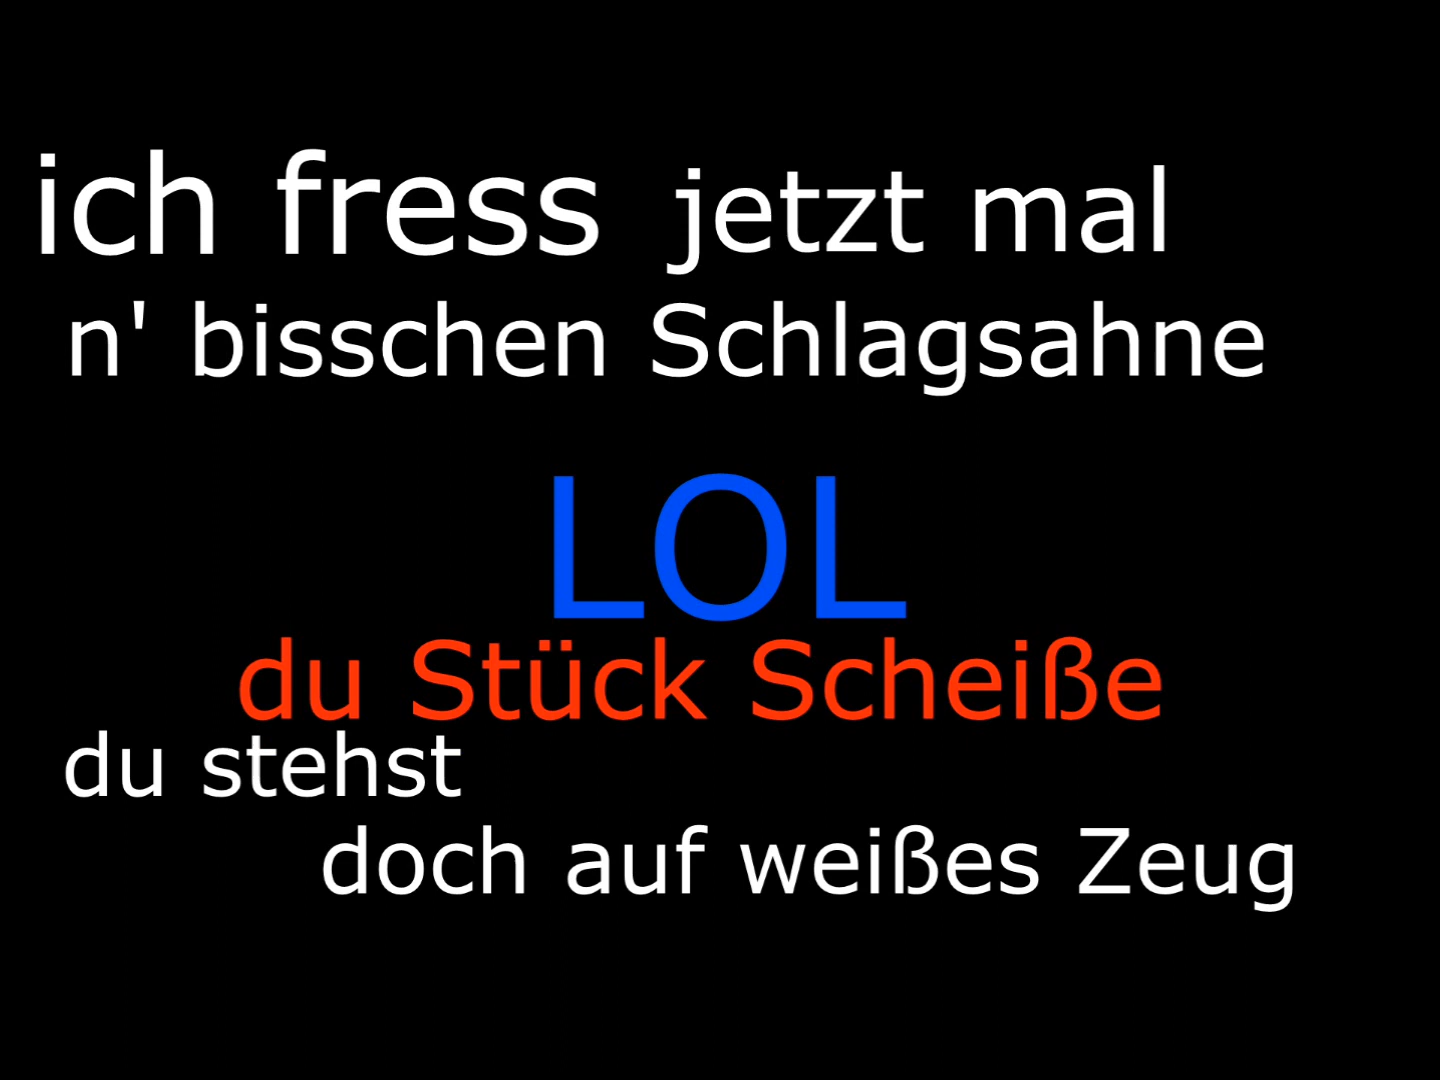 ich fress jetzt mal
n' bisschen Schlagsahne
LOL
du Stück Scheiße
du stehst
doch auf weißes Zeug